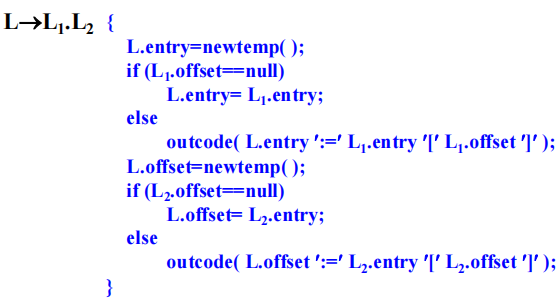 L→L₁.L₂ {
L.entry=newtemp( );
if (L₁.offset==null)
L.entry= L₁.entry;
else
outcode( L.entry ':=' L₁.entry '[' L₁.offset ']' );
L.offset=newtemp( );
if (L₂.offset==null)
L.offset= L₂.entry;
else
outcode( L.offset ':=' L₂.entry '[' L₂.offset ']' );
}